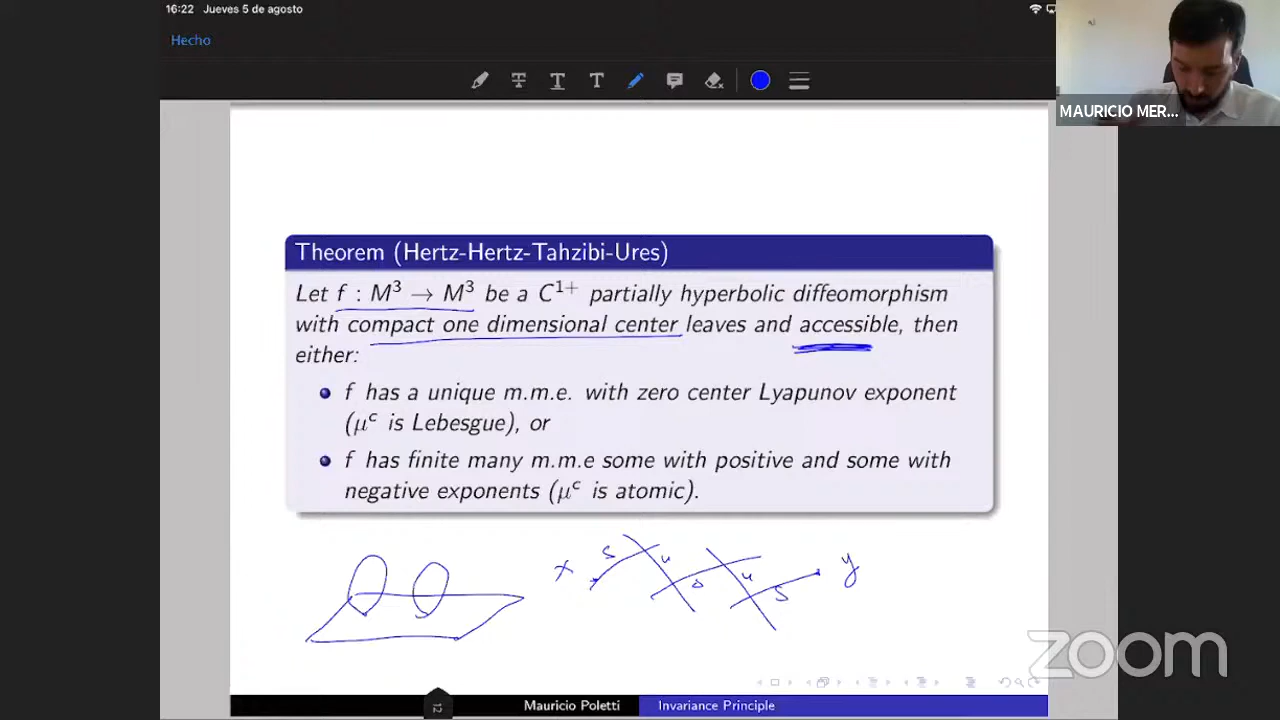 16:22 Jueves 5 de agosto
Hecho
T T T
MAURICIO MER...
Theorem (Hertz-Hertz-Tahzibi-Ures)
Let f : M³ → M³ be a C¹⁺ partially hyperbolic diffeomorphism
with compact one dimensional center leaves and accessible, then
either:
f has a unique m.m.e. with zero center Lyapunov exponent
(μᶜ is Lebesgue), or
f has finite many m.m.e some with positive and some with
negative exponents (μᶜ is atomic).
x s u s u s y
zoom
12 Mauricio Poletti Invariance Principle